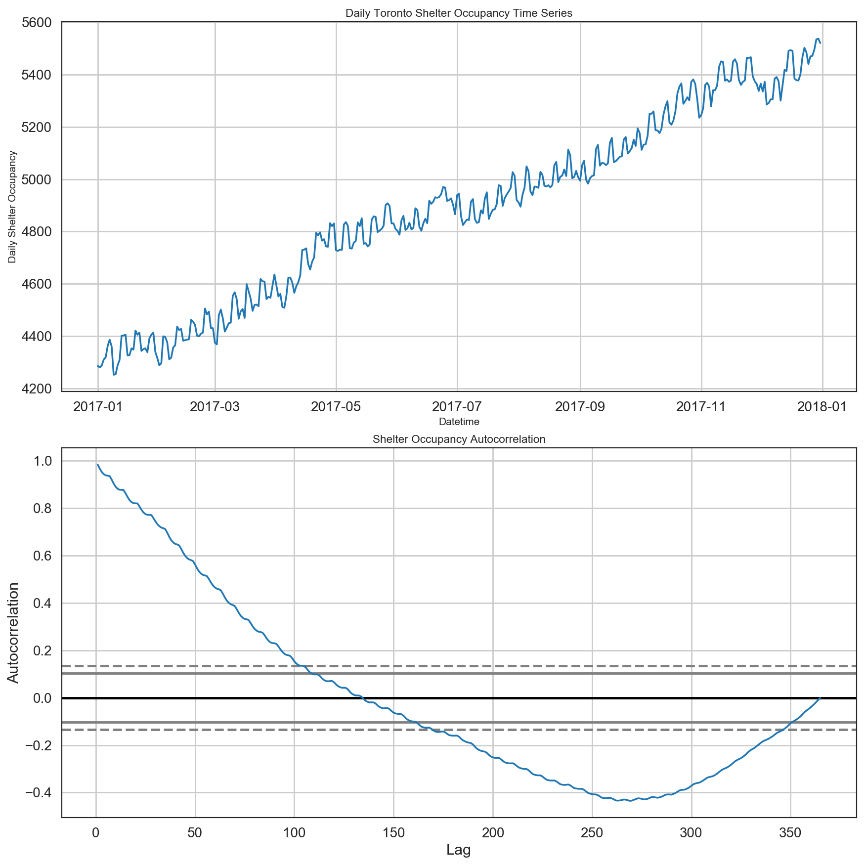 Daily Toronto Shelter Occupancy Time Series
Daily Shelter Occupancy
5600
5400
5200
5000
4800
4600
4400
4200
2017-01 2017-03 2017-05 2017-07 2017-09 2017-11 2018-01
Datetime
Shelter Occupancy Autocorrelation
Autocorrelation
1.0
0.8
0.6
0.4
0.2
0.0
−0.2
−0.4
0 50 100 150 200 250 300 350
Lag